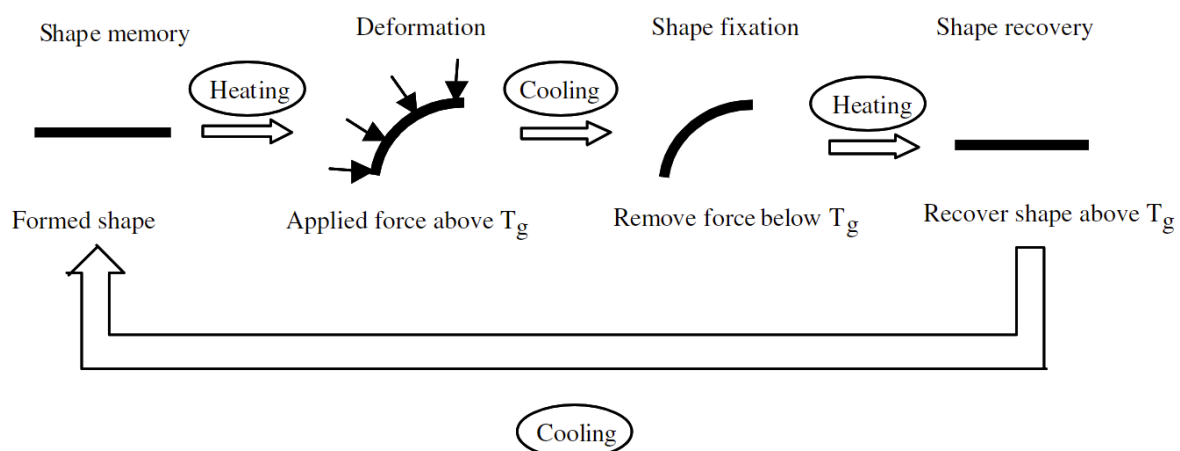 Shape memory
Deformation
Shape fixation
Shape recovery
Heating
Cooling
Heating
Formed shape
Applied force above Tg
Remove force below Tg
Recover shape above Tg
Cooling